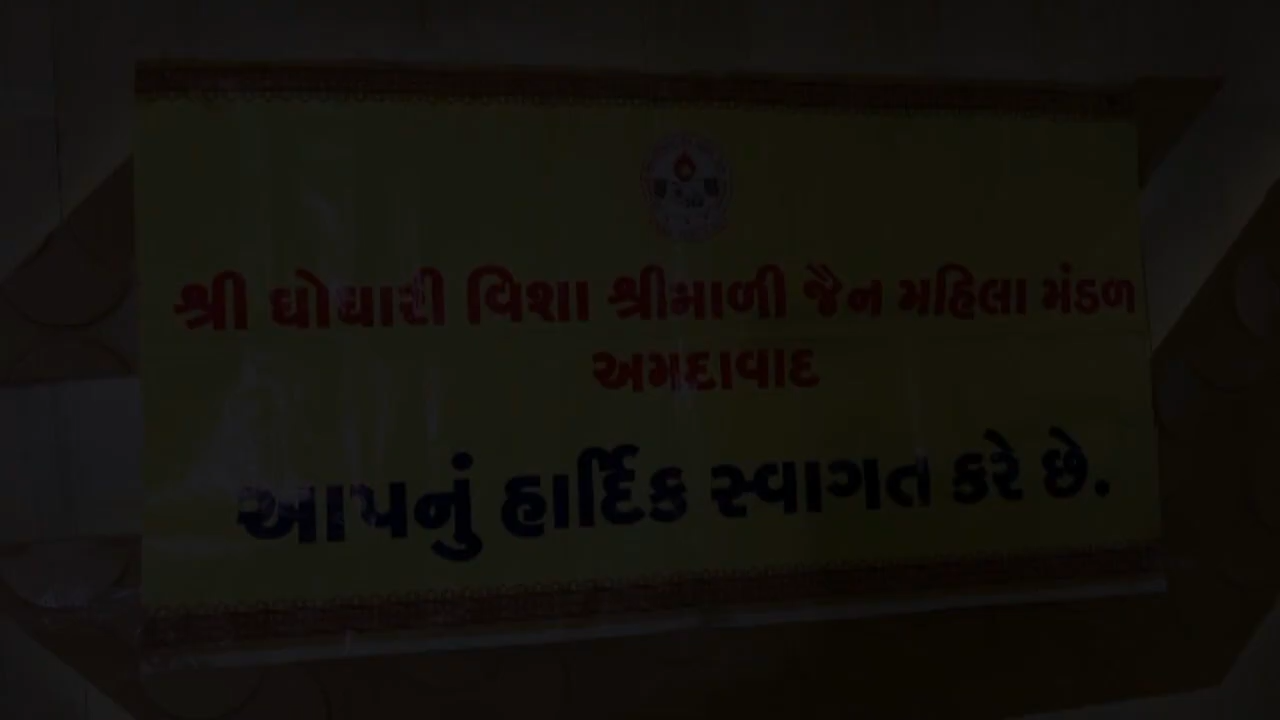 શ્રી ઘોઘારી વિશા શ્રીમાળી જૈન મહિલા મંડળ
અમદાવાદ
આપનું હાર્દિક સ્વાગત કરે છે.